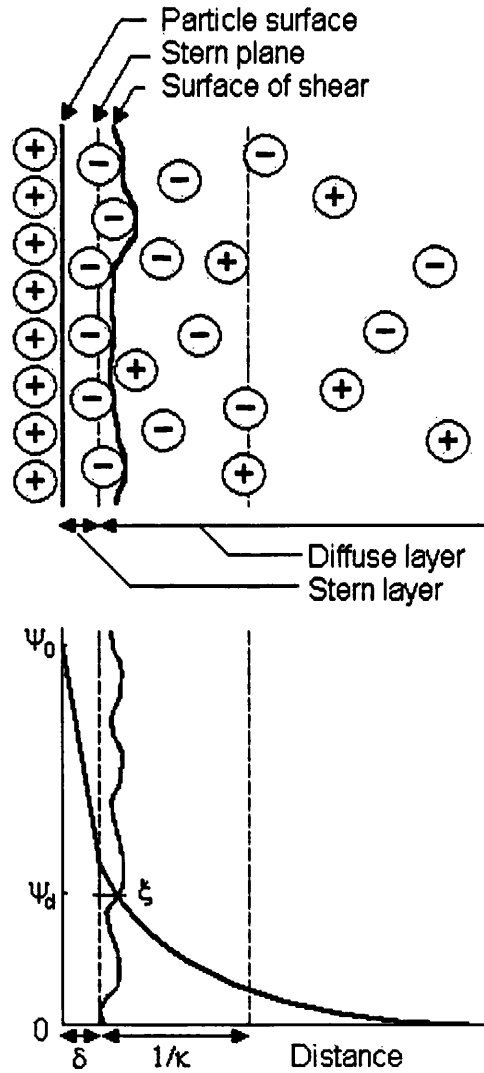 Particle surface
Stern plane
Surface of shear
+ − − +
+ −
+ − − + −
+ − − −
+ − + +
+ − − − +
+ − +
Diffuse layer
Stern layer
Ψ0
Ψd ξ
0
δ 1/κ Distance